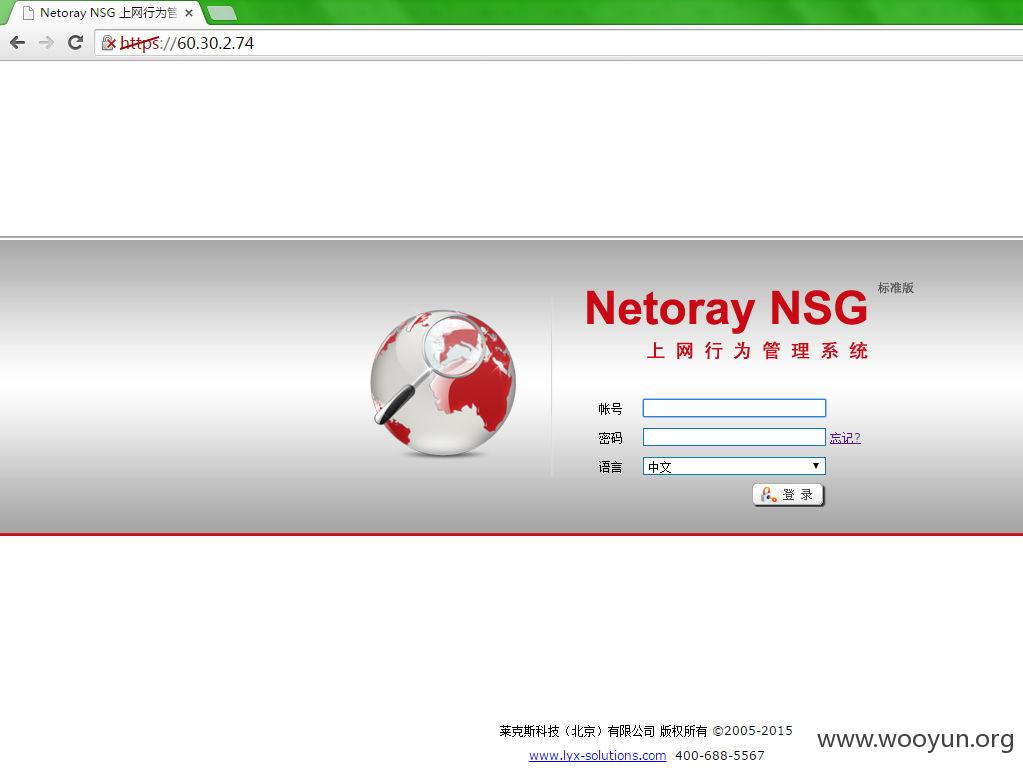 Netoray NSG 上网行为管
https://60.30.2.74
Netoray NSG 标准版
上网行为管理系统
帐号
密码 忘记?
语言 中文
登 录
莱克斯科技（北京）有限公司 版权所有 ©2005-2015
www.lyx-solutions.com 400-688-5567
www.wooyun.org